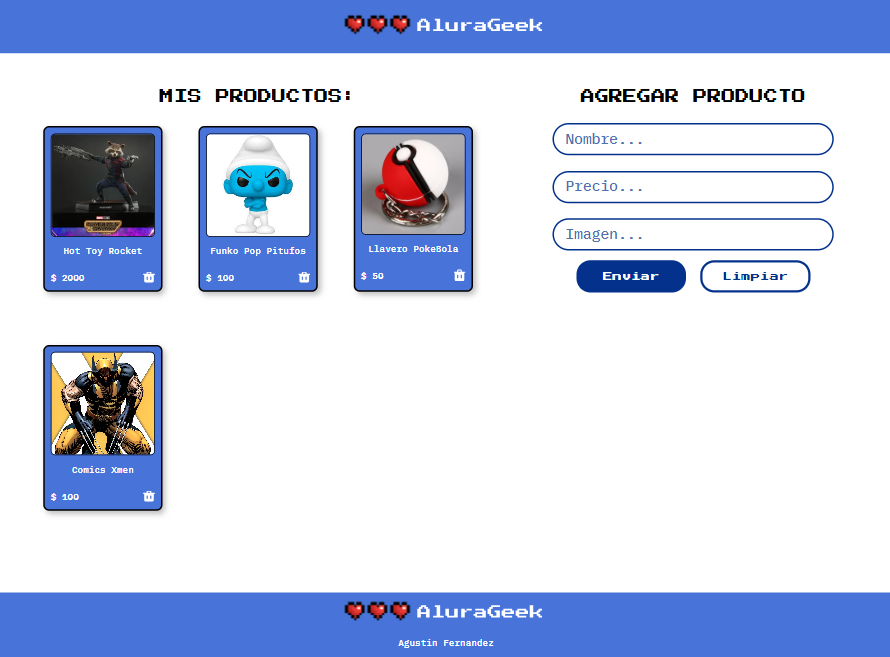 AluraGeek
MIS PRODUCTOS:
Hot Toy Rocket
$ 2000
Funko Pop Pitufos
$ 100
Llavero PokeBola
$ 50
Comics Xmen
$ 100
AGREGAR PRODUCTO
Nombre...
Precio...
Imagen...
Enviar
Limpiar
AluraGeek
Agustin Fernandez